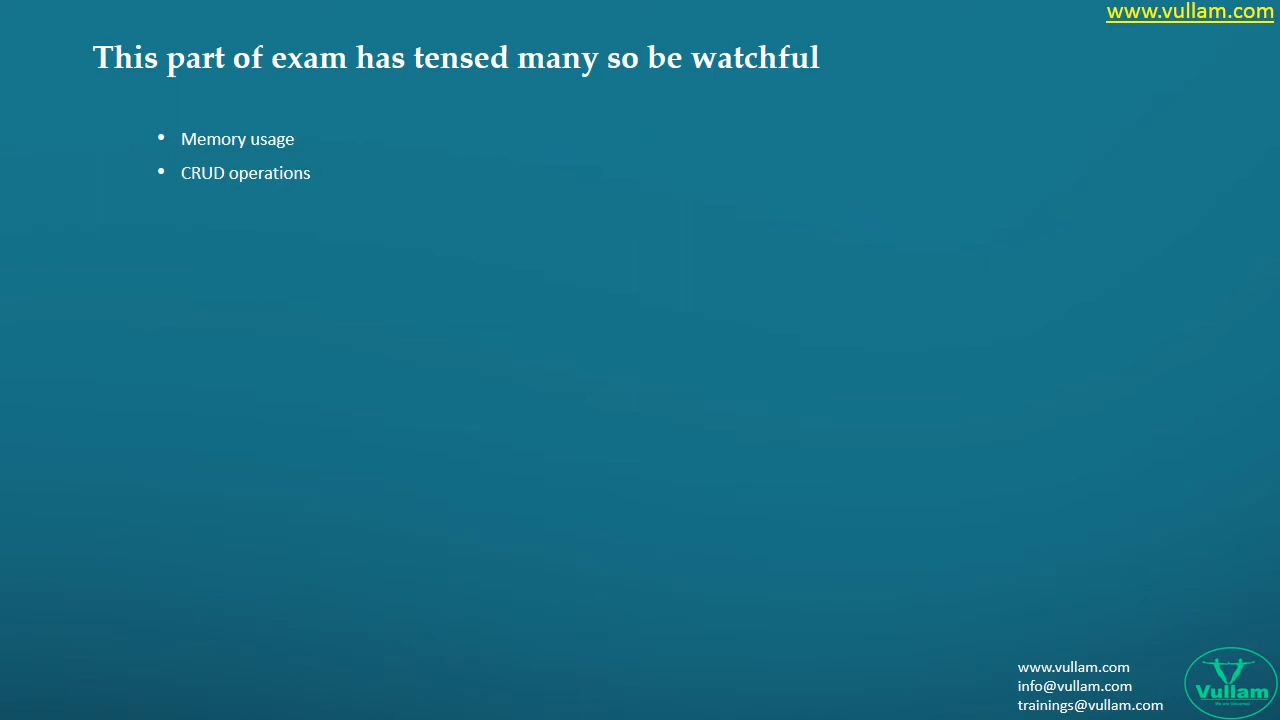 www.vullam.com
This part of exam has tensed many so be watchful
• Memory usage
• CRUD operations
www.vullam.com
info@vullam.com
trainings@vullam.com
Vullam